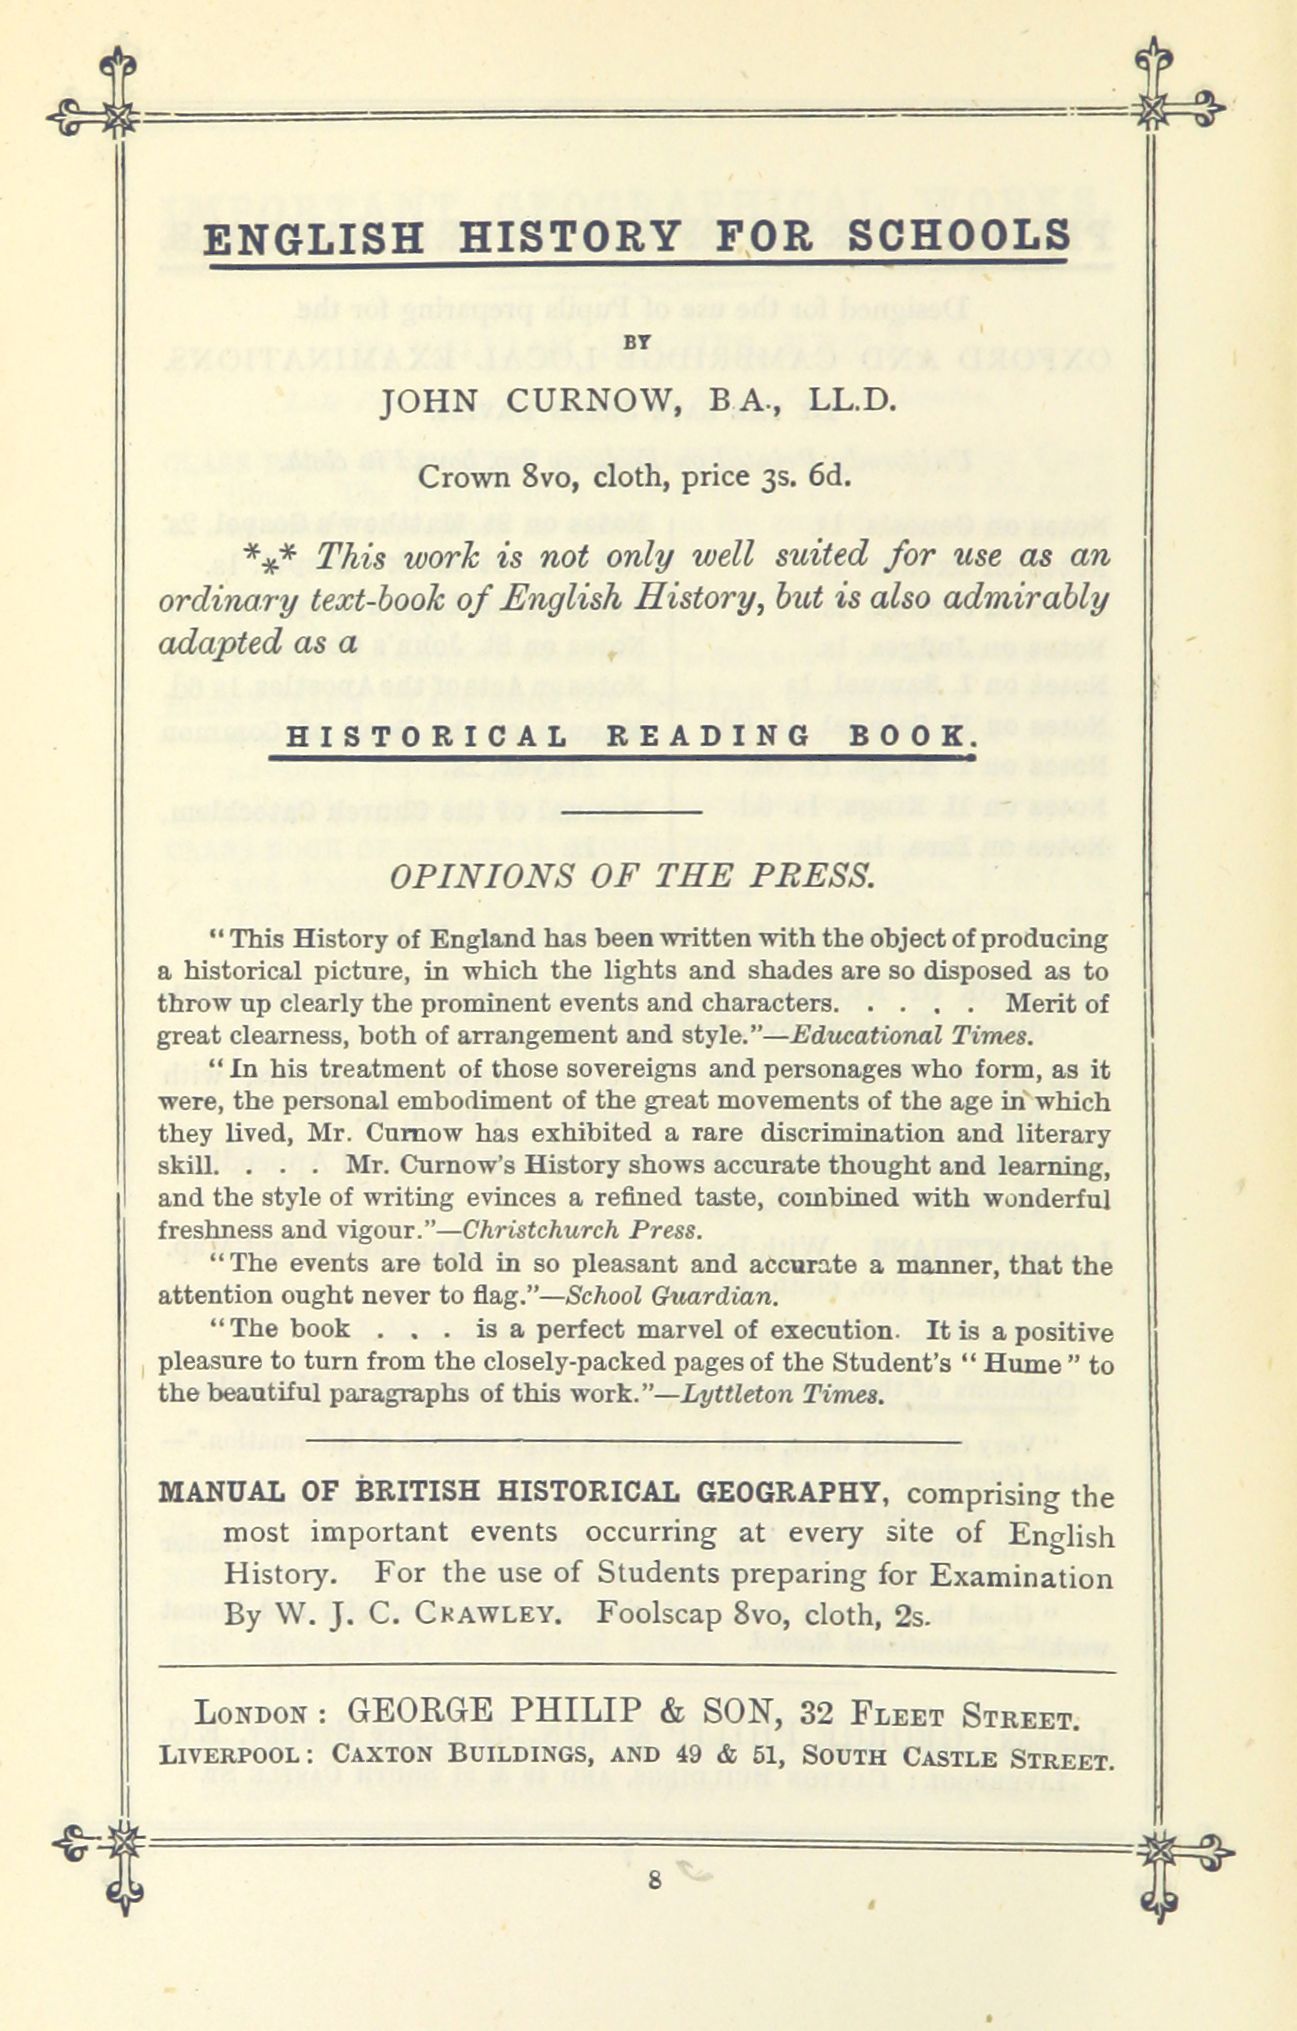 ENGLISH HISTORY FOR SCHOOLS
BY
JOHN CURNOW, B.A., LL.D.
Crown 8vo, cloth, price 3s. 6d.
*⁎* This work is not only well suited for use as an
ordinary text-book of English History, but is also admirably
adapted as a
HISTORICAL READING BOOK.
OPINIONS OF THE PRESS.
“This History of England has been written with the object of producing
a historical picture, in which the lights and shades are so disposed as to
throw up clearly the prominent events and characters. . . . . Merit of
great clearness, both of arrangement and style.”—Educational Times.
“In his treatment of those sovereigns and personages who form, as it
were, the personal embodiment of the great movements of the age in which
they lived, Mr. Curnow has exhibited a rare discrimination and literary
skill. . . . Mr. Curnow's History shows accurate thought and learning,
and the style of writing evinces a refined taste, combined with wonderful
freshness and vigour.”—Christchurch Press.
“The events are told in so pleasant and accurate a manner, that the
attention ought never to flag.”—School Guardian.
“The book . . . is a perfect marvel of execution. It is a positive
pleasure to turn from the closely-packed pages of the Student's “Hume” to
the beautiful paragraphs of this work.”—Lyttleton Times.
MANUAL OF BRITISH HISTORICAL GEOGRAPHY, comprising the
most important events occurring at every site of English
History. For the use of Students preparing for Examination
By W. J. C. CRAWLEY. Foolscap 8vo, cloth, 2s.
LONDON: GEORGE PHILIP & SON, 32 FLEET STREET.
LIVERPOOL: CAXTON BUILDINGS, AND 49 & 51, SOUTH CASTLE STREET.
8